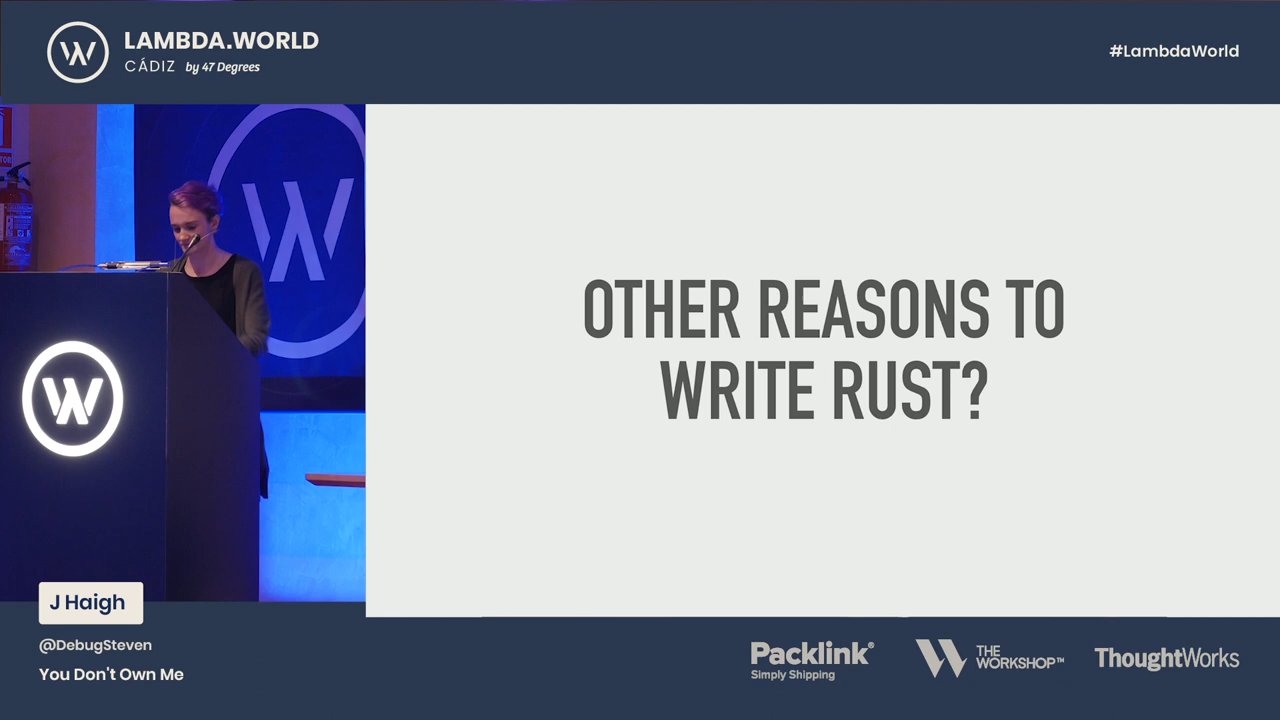 LAMBDA.WORLD
CÁDIZ by 47 Degrees
#LambdaWorld
OTHER REASONS TO
WRITE RUST?
J Haigh
@DebugSteven
You Don't Own Me
Packlink®
Simply Shipping
THE
WORKSHOP™
ThoughtWorks